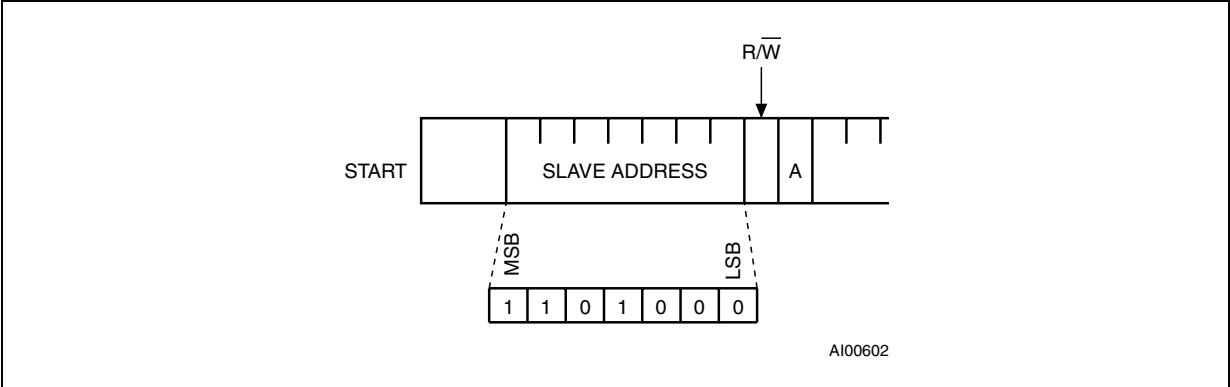 R/W̅
START
SLAVE ADDRESS
A
MSB
LSB
1 1 0 1 0 0 0
AI00602